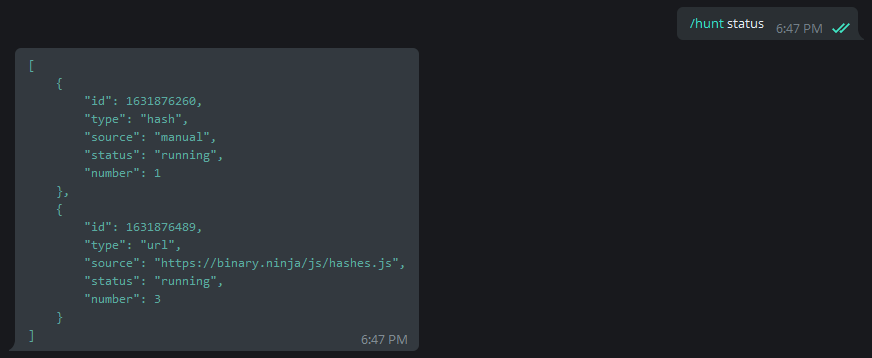 /hunt status 6:47 PM
[
    {
        "id": 1631876260,
        "type": "hash",
        "source": "manual",
        "status": "running",
        "number": 1
    },
    {
        "id": 1631876489,
        "type": "url",
        "source": "https://binary.ninja/js/hashes.js",
        "status": "running",
        "number": 3
    }
]
6:47 PM